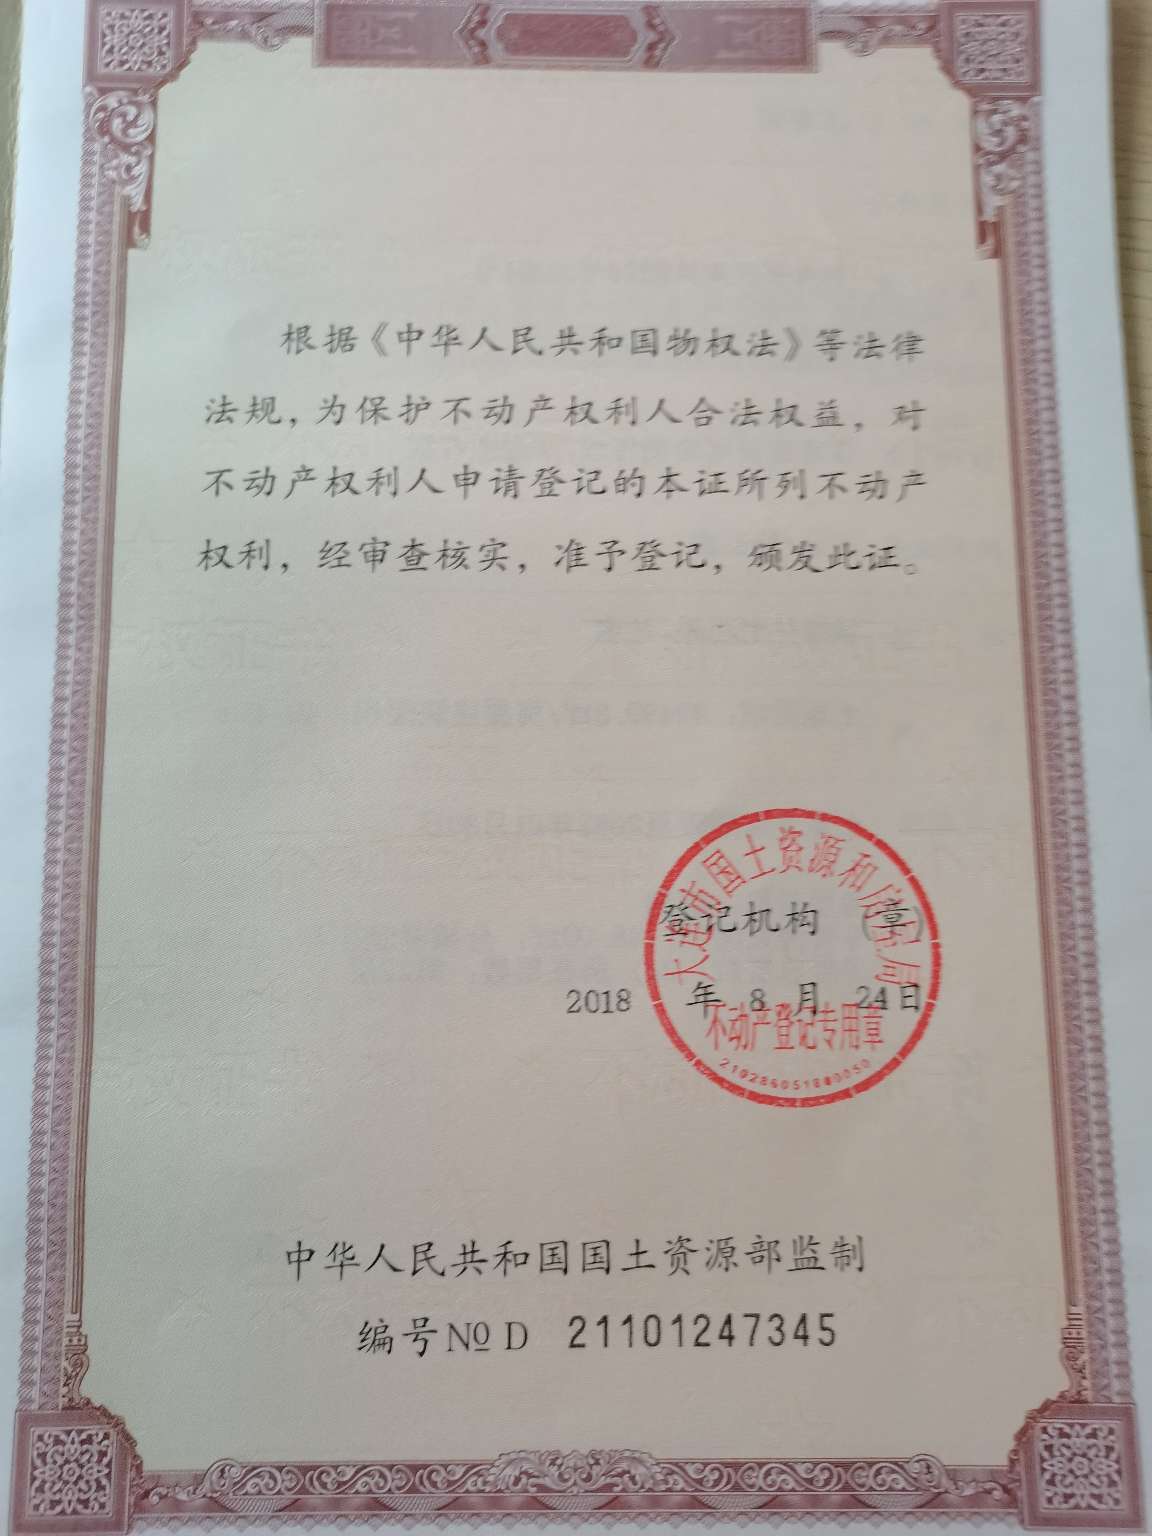 根据《中华人民共和国物权法》等法律
法规，为保护不动产权利人合法权益，对
不动产权利人申请登记的本证所列不动产
权利，经审查核实，准予登记，颁发此证。
大连市国土资源和房屋局
登记机构 （章）
2018 年 8 月 24日
不动产登记专用章
中华人民共和国国土资源部监制
编号 № D 21101247345